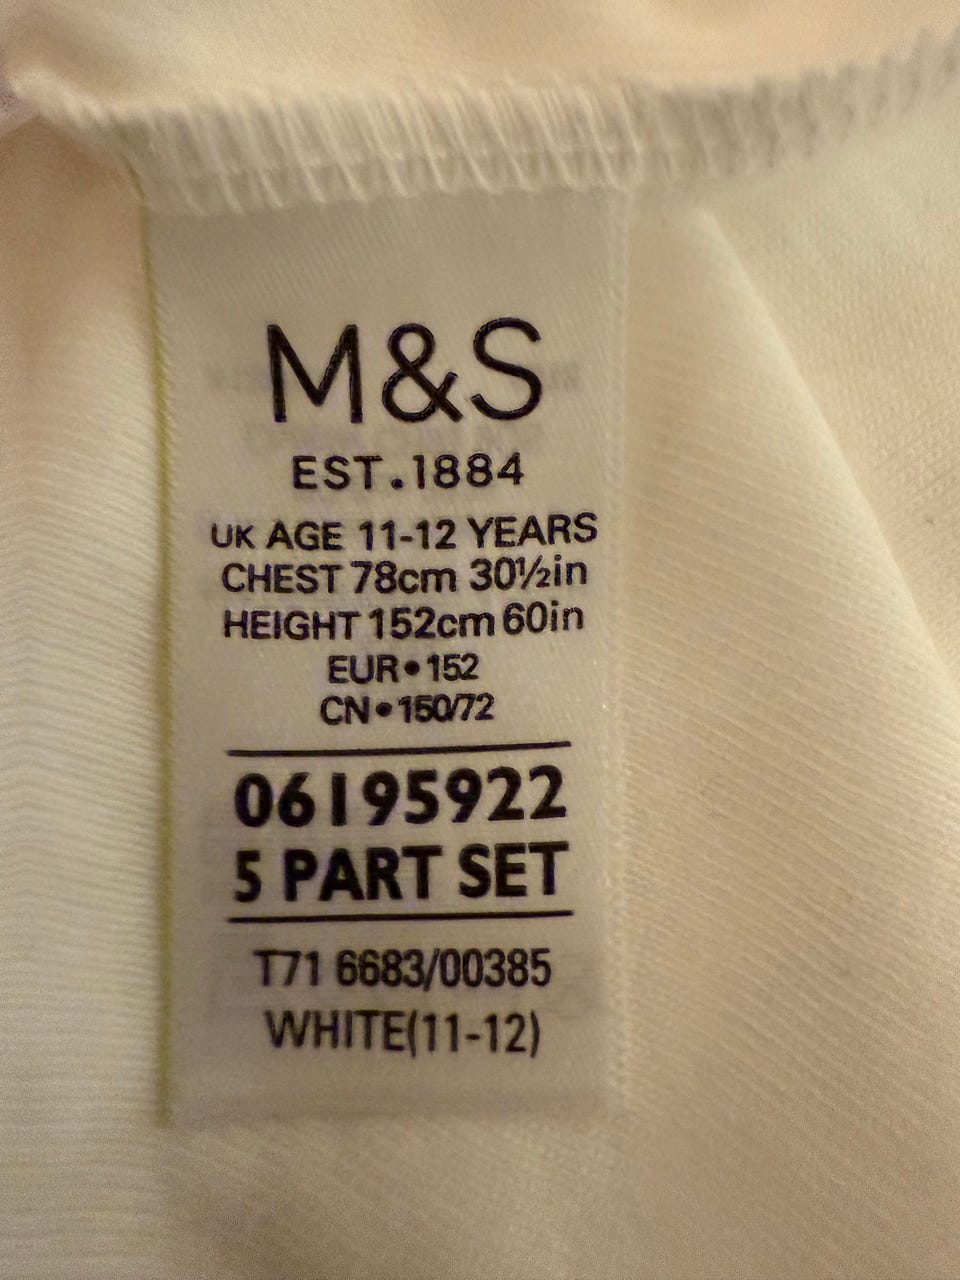 M&S
EST.1884
UK AGE 11-12 YEARS
CHEST 78cm 30½in
HEIGHT 152cm 60in
EUR•152
CN•150/72
06195922
5 PART SET
T71 6683/00385
WHITE(11-12)